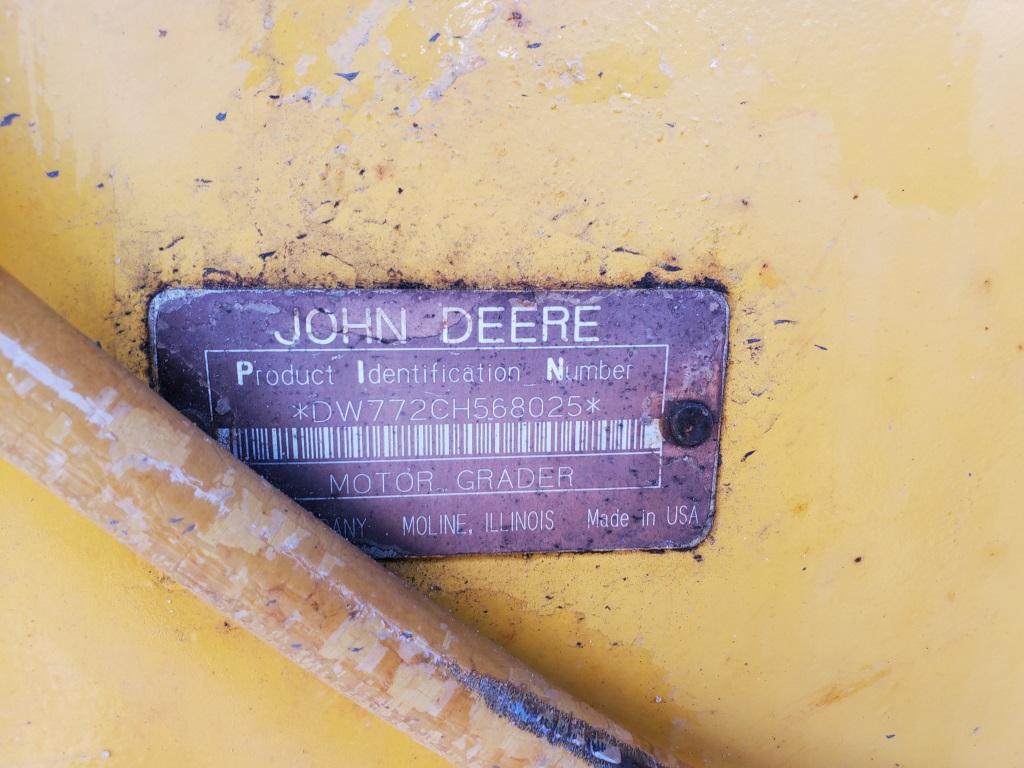 JOHN DEERE
Product Identification Number
*DW772CH568025*
MOTOR GRADER
MOLINE, ILLINOIS Made in USA